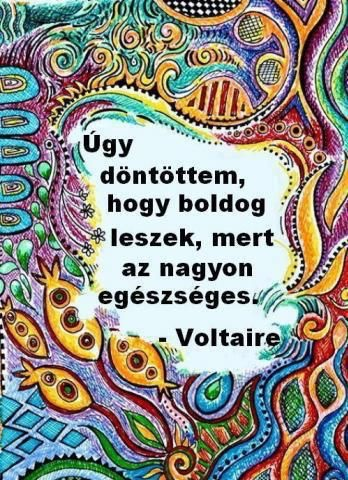 Úgy
döntöttem,
hogy boldog
leszek, mert
az nagyon
egészséges.
- Voltaire